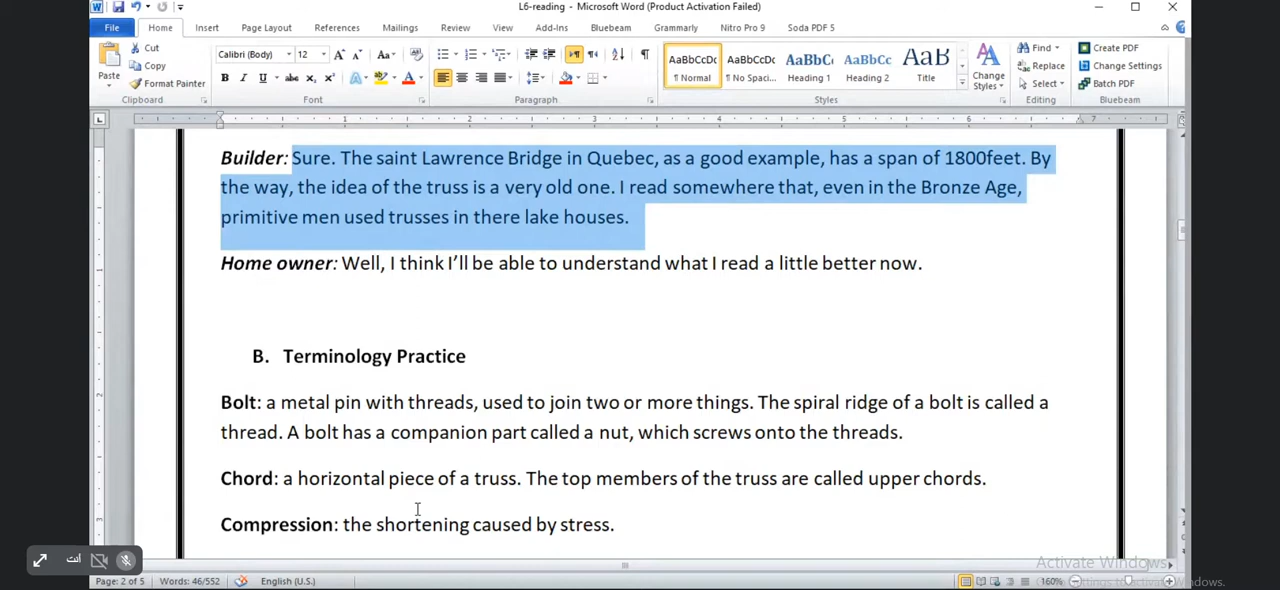 L6-reading - Microsoft Word (Product Activation Failed)
File Home Insert Page Layout References Mailings Review View Add-Ins Bluebeam Grammarly Nitro Pro 9 Soda PDF 5
Paste Cut Copy Format Painter
Calibri (Body) 12
AaBbCcDc AaBbCcDc AaBbC AaBbCc AaB
¶ Normal ¶ No Spaci... Heading 1 Heading 2 Title
Change Styles
Find Replace Select
Create PDF Change Settings Batch PDF
Clipboard Font Paragraph Styles Editing Bluebeam
1 2 3 4 5 6 7
Builder: Sure. The saint Lawrence Bridge in Quebec, as a good example, has a span of 1800feet. By
the way, the idea of the truss is a very old one. I read somewhere that, even in the Bronze Age,
primitive men used trusses in there lake houses.
Home owner: Well, I think I’ll be able to understand what I read a little better now.
B. Terminology Practice
Bolt: a metal pin with threads, used to join two or more things. The spiral ridge of a bolt is called a
thread. A bolt has a companion part called a nut, which screws onto the threads.
Chord: a horizontal piece of a truss. The top members of the truss are called upper chords.
Compression: the shortening caused by stress.
انت
Activate Windows
Page: 2 of 5 Words: 46/552 English (U.S.) 160%